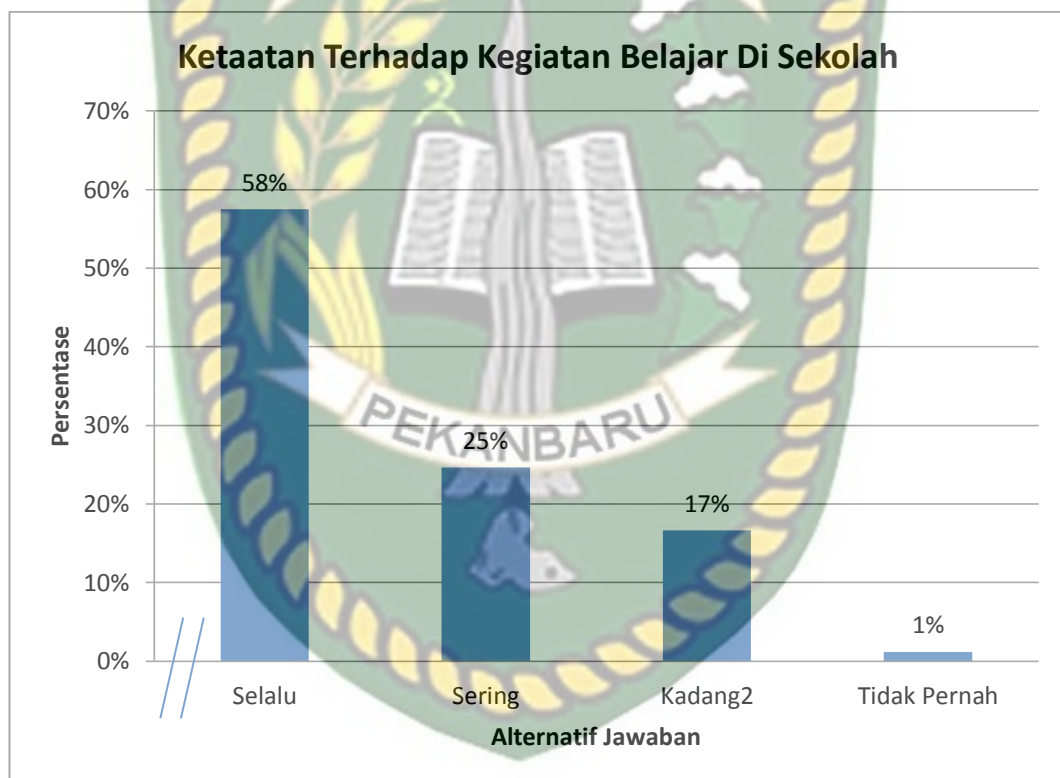 Ketaatan Terhadap Kegiatan Belajar Di Sekolah
70%
60%
50%
40%
30%
20%
10%
0%
Persentase
58%
25%
17%
1%
PEKANBARU
Selalu
Sering
Kadang2
Tidak Pernah
Alternatif Jawaban